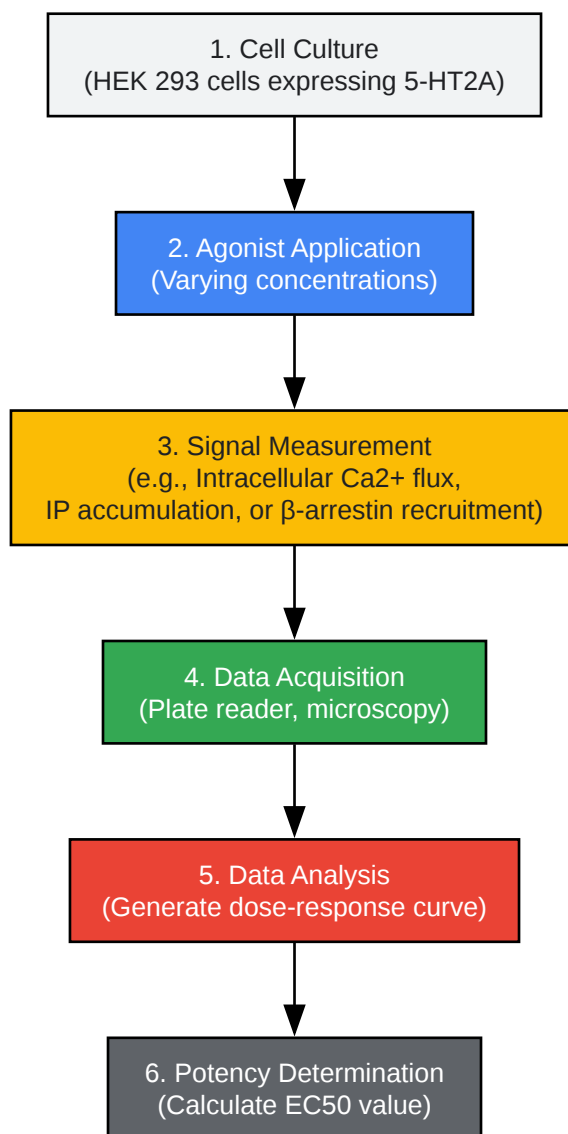 1. Cell Culture
(HEK 293 cells expressing 5-HT2A)
2. Agonist Application
(Varying concentrations)
3. Signal Measurement
(e.g., Intracellular Ca2+ flux,
IP accumulation, or β-arrestin recruitment)
4. Data Acquisition
(Plate reader, microscopy)
5. Data Analysis
(Generate dose-response curve)
6. Potency Determination
(Calculate EC50 value)